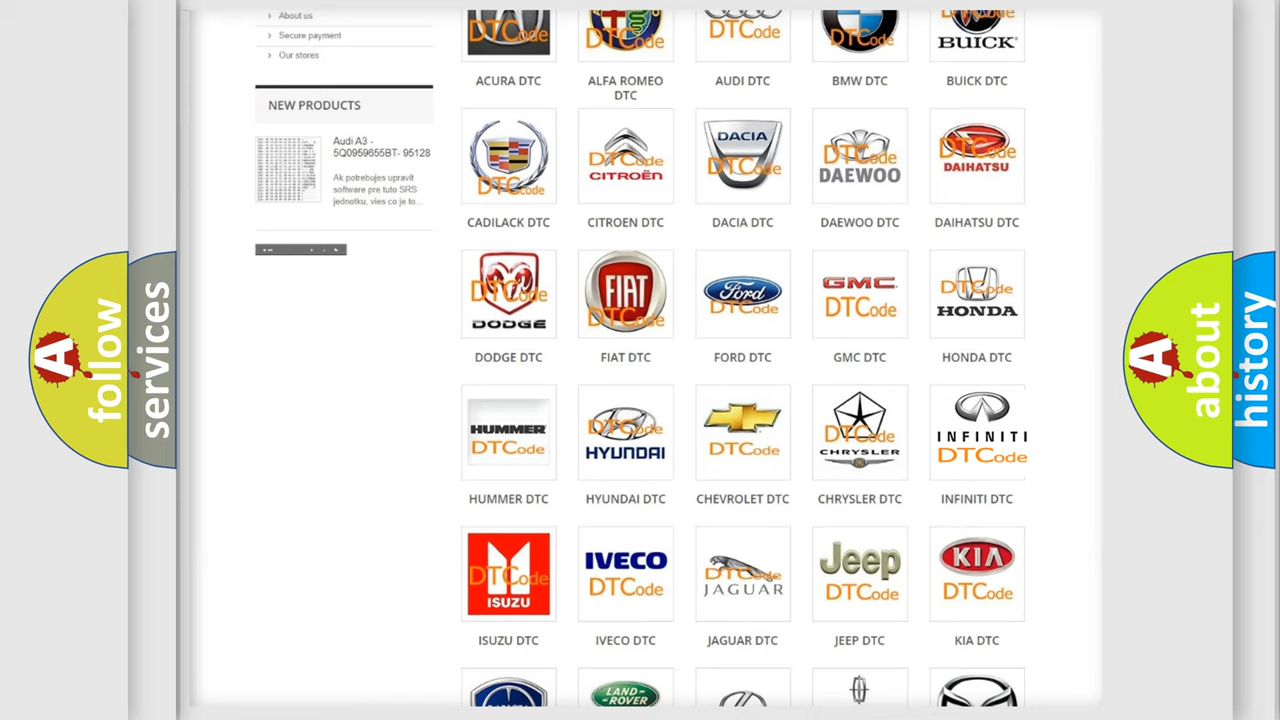 About us
Secure payment
Our stores
NEW PRODUCTS
Audi A3 -
5Q0959655BT- 95128
Ak potrebujes upravit
software pre tuto SRS
jednotku, vies co je to...
DTCode DTCode DTCode DTCode BUICK
ACURA DTC
ALFA ROMEO
DTC
AUDI DTC
BMW DTC
BUICK DTC
DTCode
DTCode
CITROËN
DACIA
DTCode
DTCode
DAEWOO
DTCode
DAIHATSU
CADILACK DTC
CITROEN DTC
DACIA DTC
DAEWOO DTC
DAIHATSU DTC
DTCode
DODGE
FIAT
DTCode
Ford
DTCode
GMC
DTCode
DTCode
HONDA
DODGE DTC
FIAT DTC
FORD DTC
GMC DTC
HONDA DTC
HUMMER
DTCode
DTCode
HYUNDAI
DTCode
DTCode
CHRYSLER
INFINITI
DTCode
HUMMER DTC
HYUNDAI DTC
CHEVROLET DTC
CHRYSLER DTC
INFINITI DTC
DTCode
ISUZU
IVECO
DTCode
DTCode
JAGUAR
Jeep
DTCode
KIA
DTCode
ISUZU DTC
IVECO DTC
JAGUAR DTC
JEEP DTC
KIA DTC
LAND-
ROVER
A
follow
services
A
about
history